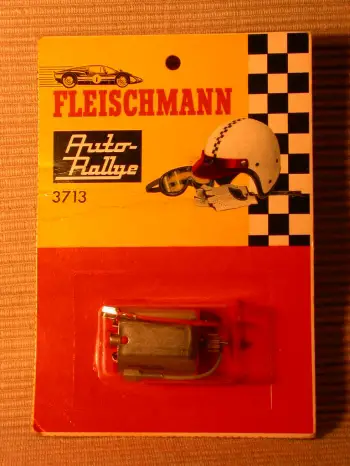 FLEISCHMANN
Auto-
Rallye
3713